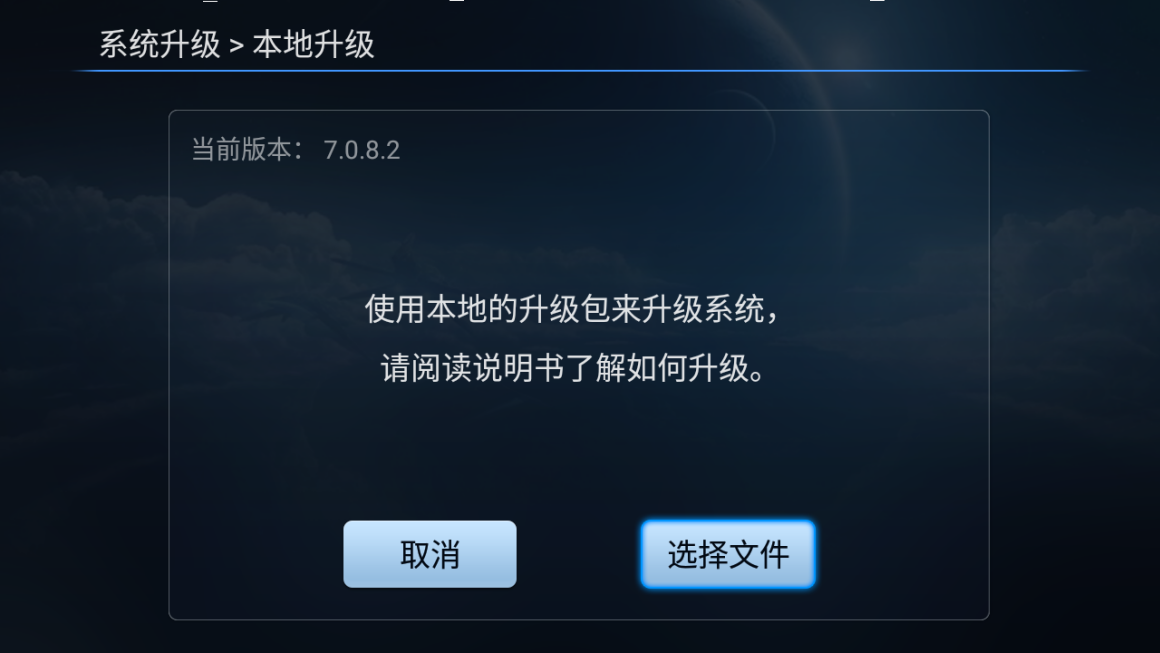 系统升级 > 本地升级
当前版本： 7.0.8.2
使用本地的升级包来升级系统，
请阅读说明书了解如何升级。
取消
选择文件